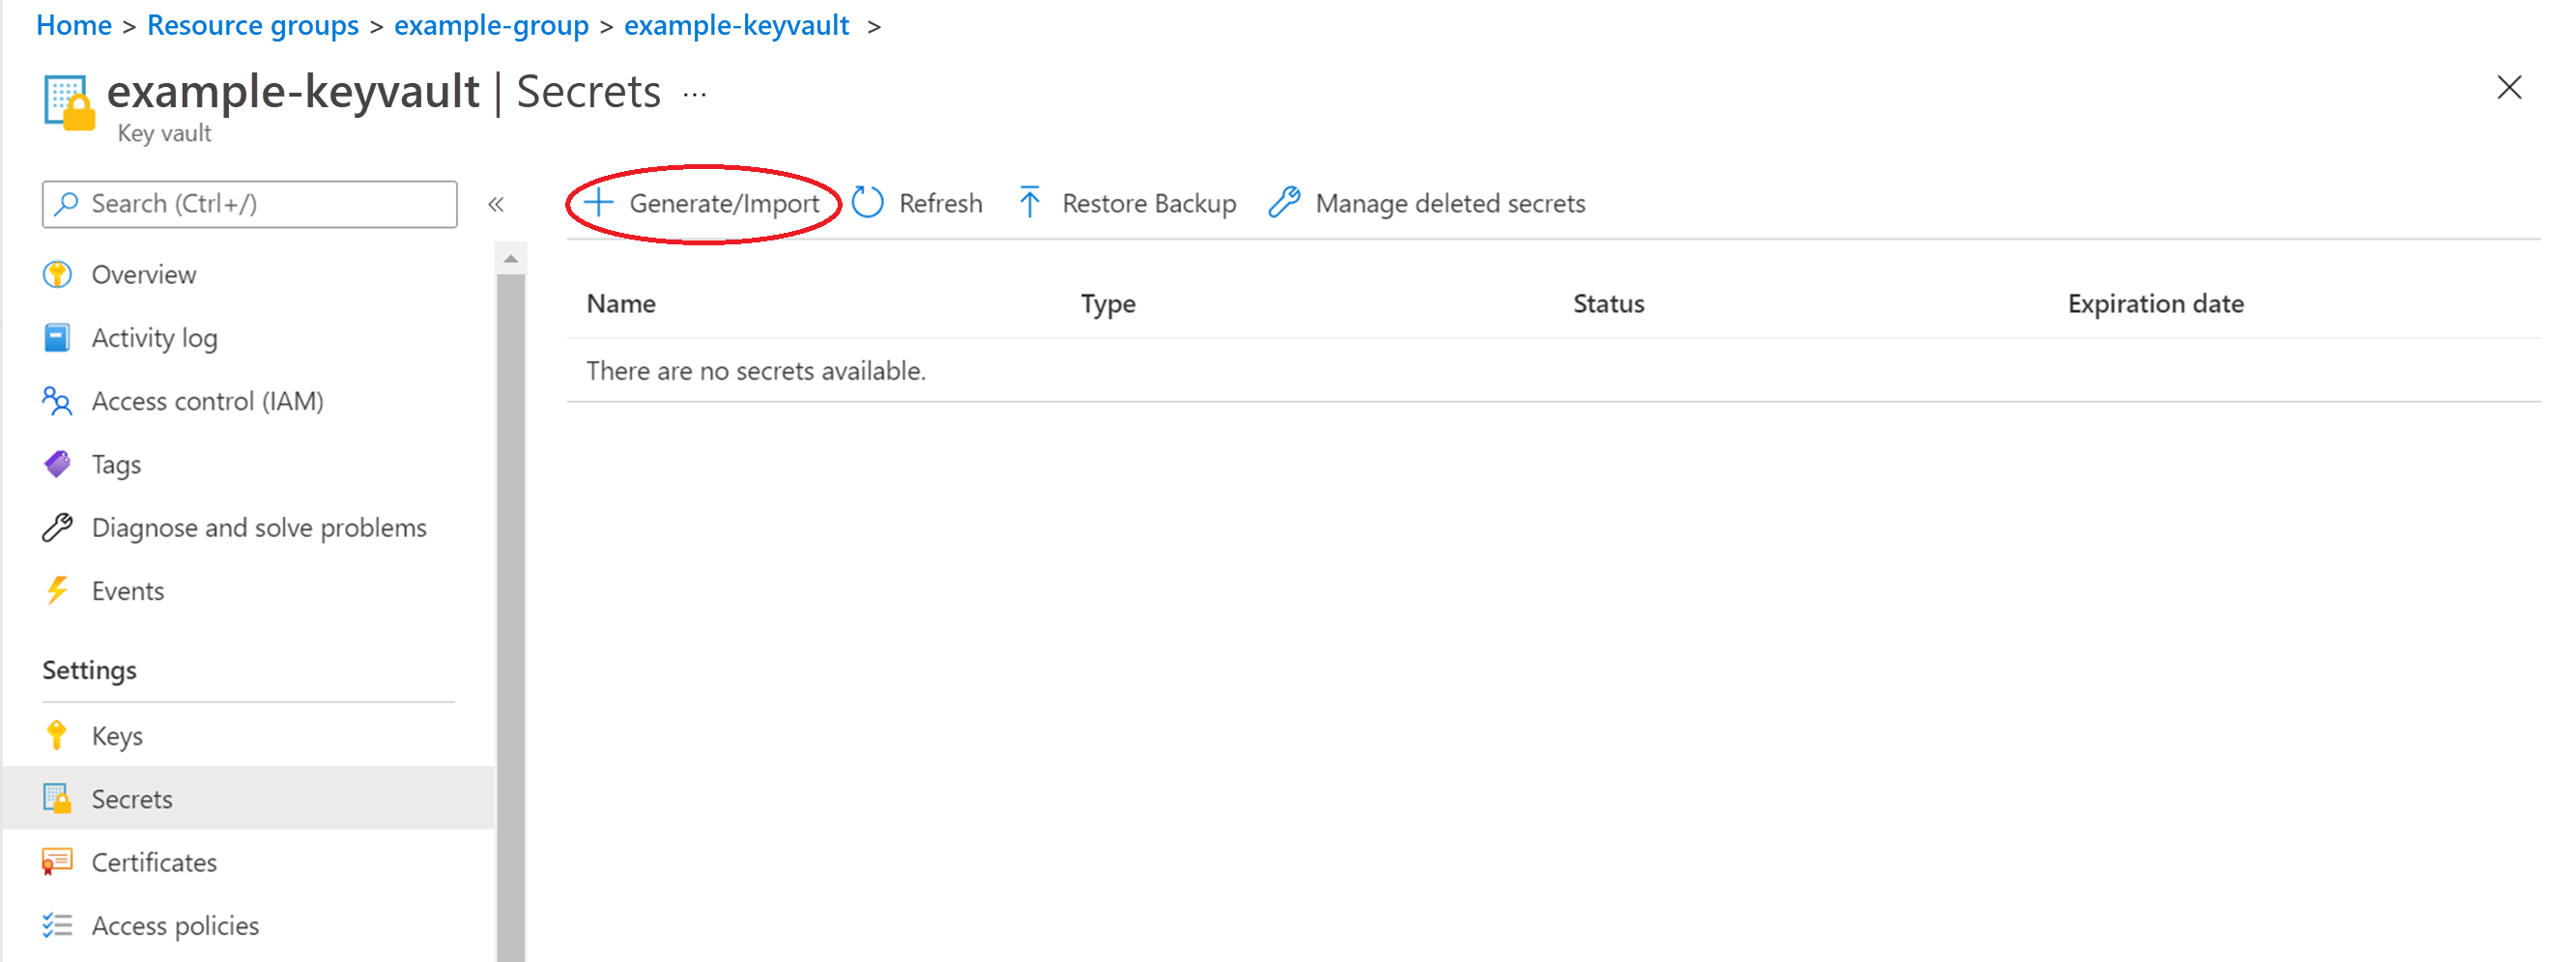 Home > Resource groups > example-group > example-keyvault >
example-keyvault | Secrets ...
Key vault
Search (Ctrl+/)
«
Generate/Import
Refresh
Restore Backup
Manage deleted secrets
Overview
Activity log
Access control (IAM)
Tags
Diagnose and solve problems
Events
Settings
Keys
Secrets
Certificates
Access policies
Name Type Status Expiration date
There are no secrets available.